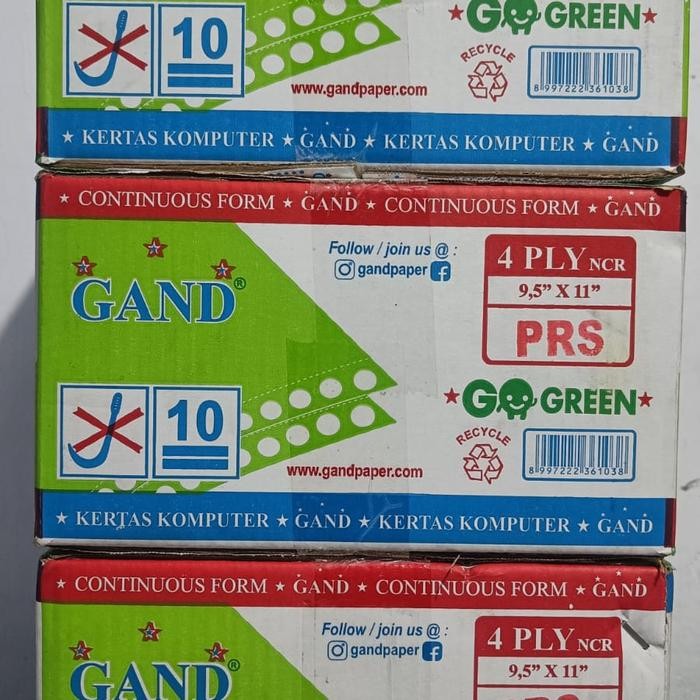 GO GREEN
10
RECYCLE
www.gandpaper.com
8 997222 361038
KERTAS KOMPUTER ★ GAND ★ KERTAS KOMPUTER ★ GAND
★ CONTINUOUS FORM ★ GAND ★ CONTINUOUS FORM ★ GAND
Follow / join us @ :
gandpaper
4 PLY NCR
9,5” X 11”
PRS
GAND®
GO GREEN
10
RECYCLE
www.gandpaper.com
8 997222 361038
★ KERTAS KOMPUTER ★ GAND ★ KERTAS KOMPUTER ★ GAND
★ CONTINUOUS FORM ★ GAND ★ CONTINUOUS FORM ★ GAND
Follow / join us @ :
gandpaper
4 PLY NCR
9,5” X 11”
GAND®